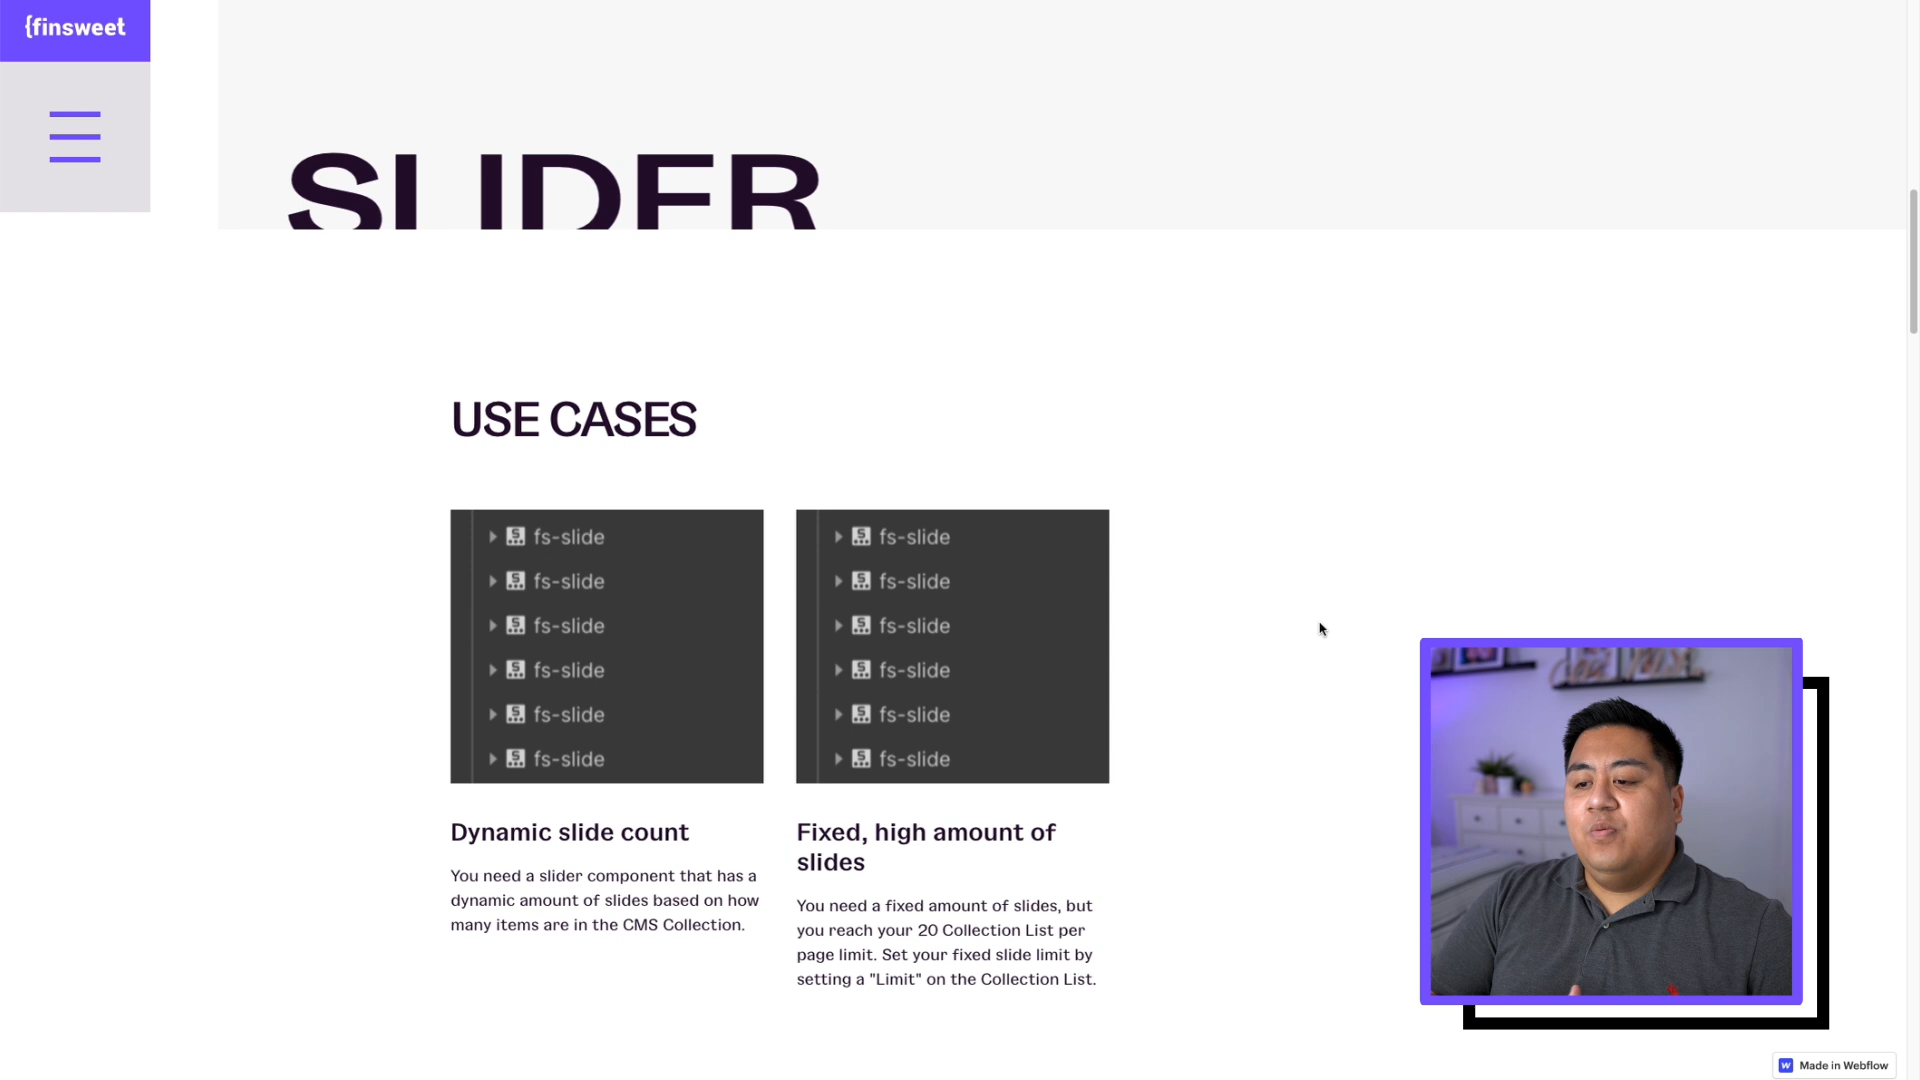 {finsweet
SLIDER
USE CASES
fs-slide
fs-slide
fs-slide
fs-slide
fs-slide
fs-slide
fs-slide
fs-slide
fs-slide
fs-slide
fs-slide
fs-slide
Dynamic slide count
You need a slider component that has a
dynamic amount of slides based on how
many items are in the CMS Collection.
Fixed, high amount of
slides
You need a fixed amount of slides, but
you reach your 20 Collection List per
page limit. Set your fixed slide limit by
setting a "Limit" on the Collection List.
Made in Webflow